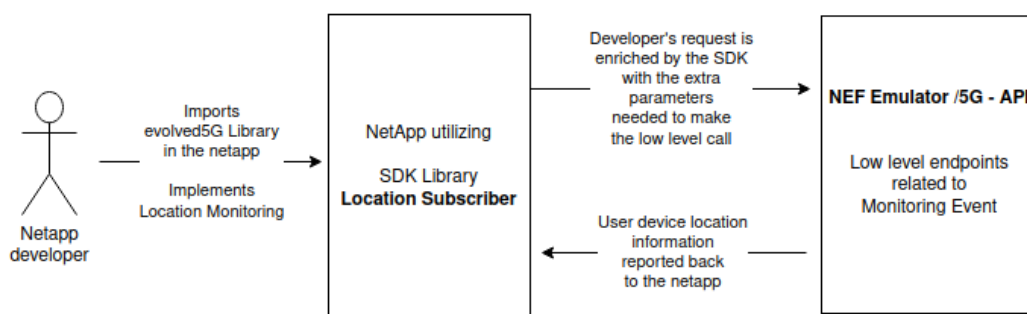 Imports
evolved5G Library
in the netapp
Implements
Location Monitoring
Netapp
developer
NetApp utilizing
SDK Library
Location Subscriber
Developer's request is
enriched by the SDK
with the extra
parameters
needed to make
the low level call
User device location
information
reported back
to the netapp
NEF Emulator /5G - API
Low level endpoints
related to
Monitoring Event